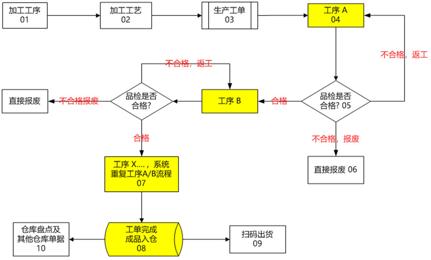 加工工序
01
加工工艺
02
生产工单
03
工序 A
04
不合格，返工
不合格，返工
品检是否
合格？05
合格
工序 B
品检是否
合格？
不合格报废
直接报废
不合格，报废
合格
直接报废 06
工序 X....，系统
重复工序A/B流程
07
仓库盘点及
其他仓库单据
10
工单完成
成品入仓
08
扫码出货
09